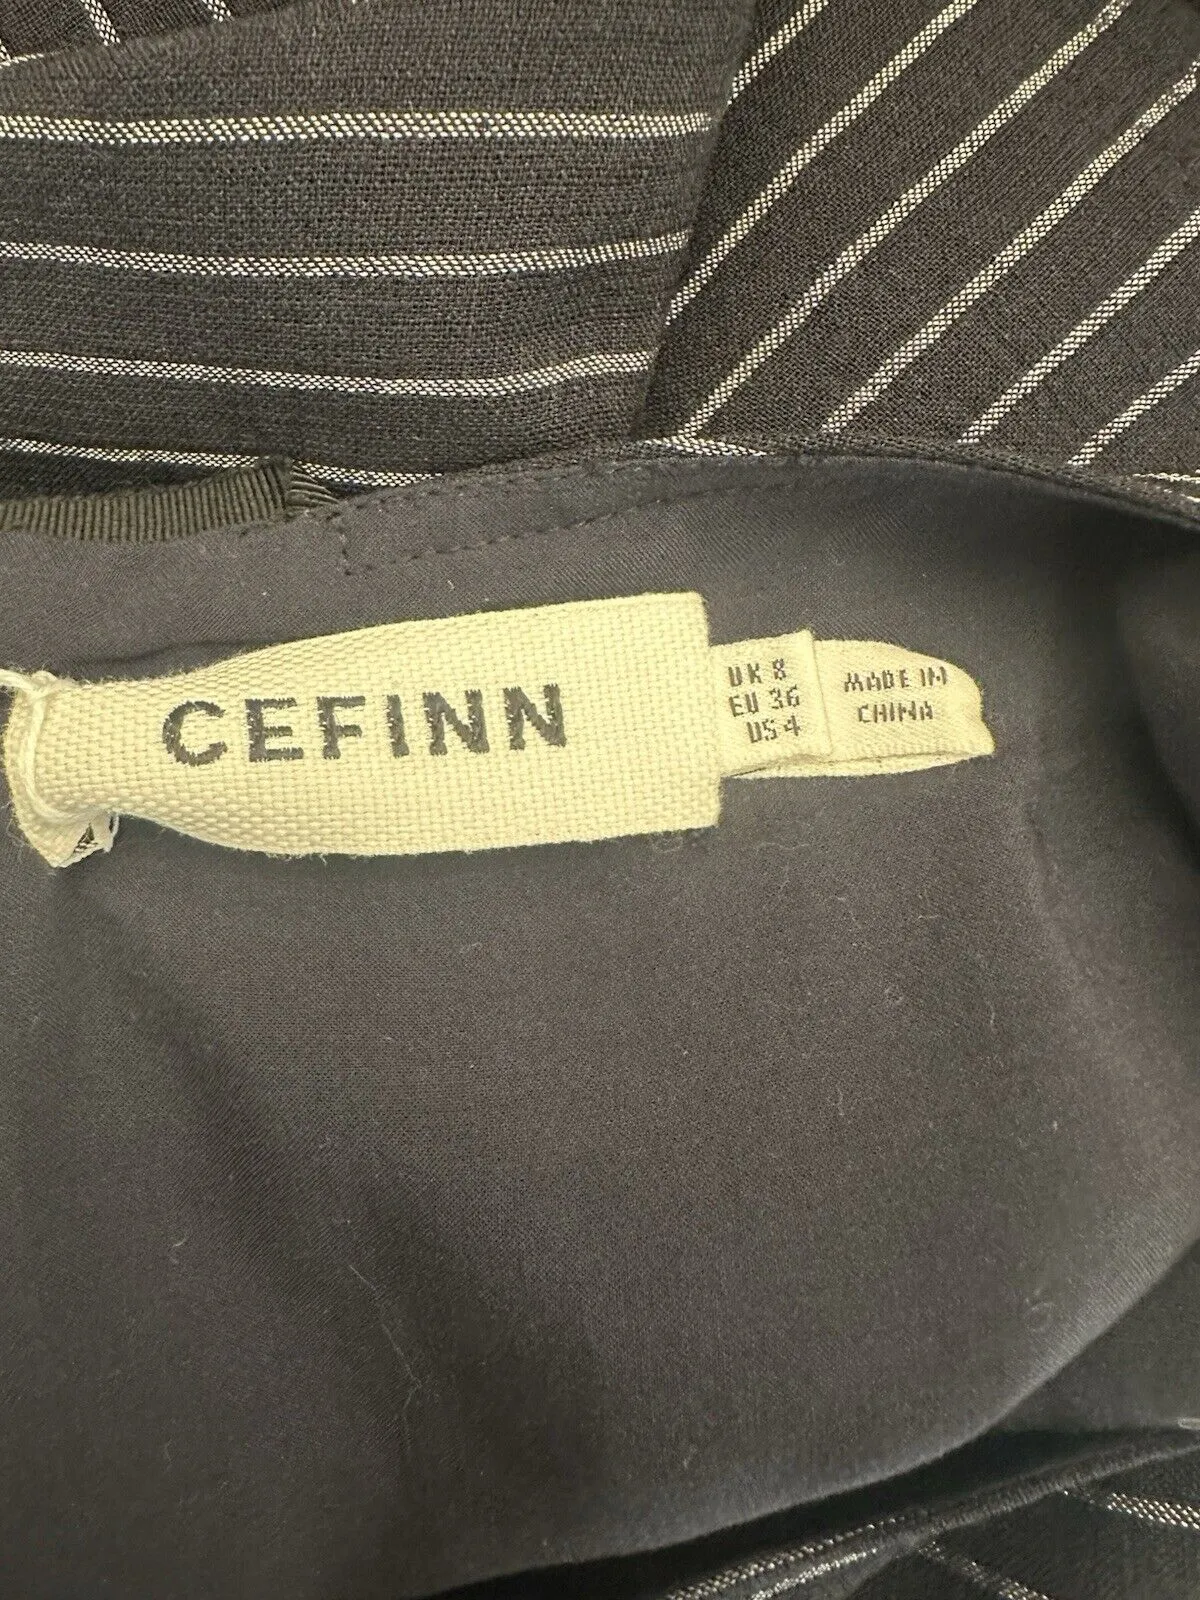 CEFINN
UK 8
EU 36
US 4
MADE IN
CHINA